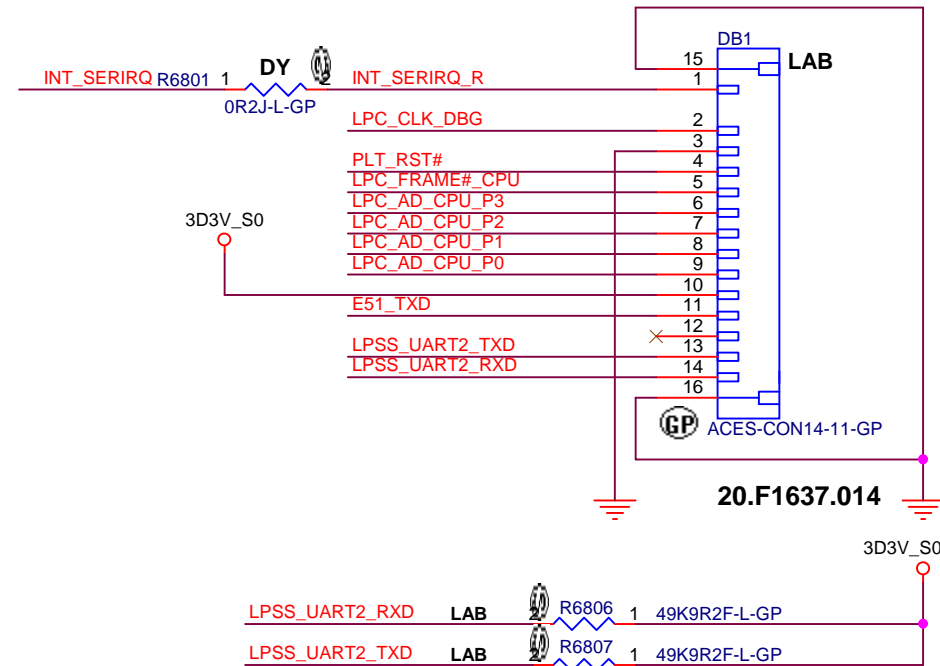 DB1
15 LAB
INT_SERIRQ R6801 1 DY 2 INT_SERIRQ_R 1
0R2J-L-GP
LPC_CLK_DBG 2
3
PLT_RST# 4
LPC_FRAME#_CPU 5
LPC_AD_CPU_P3 6
LPC_AD_CPU_P2 7
LPC_AD_CPU_P1 8
LPC_AD_CPU_P0 9
3D3V_S0
10
E51_TXD 11
12
LPSS_UART2_TXD 13
LPSS_UART2_RXD 14
16
GP ACES-CON14-11-GP
20.F1637.014
3D3V_S0
LPSS_UART2_RXD LAB 2 R6806 1 49K9R2F-L-GP
LPSS_UART2_TXD LAB 2 R6807 1 49K9R2F-L-GP